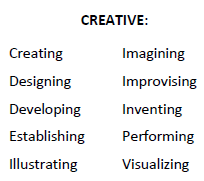 CREATIVE:
Creating Imagining
Designing Improvising
Developing Inventing
Establishing Performing
Illustrating Visualizing